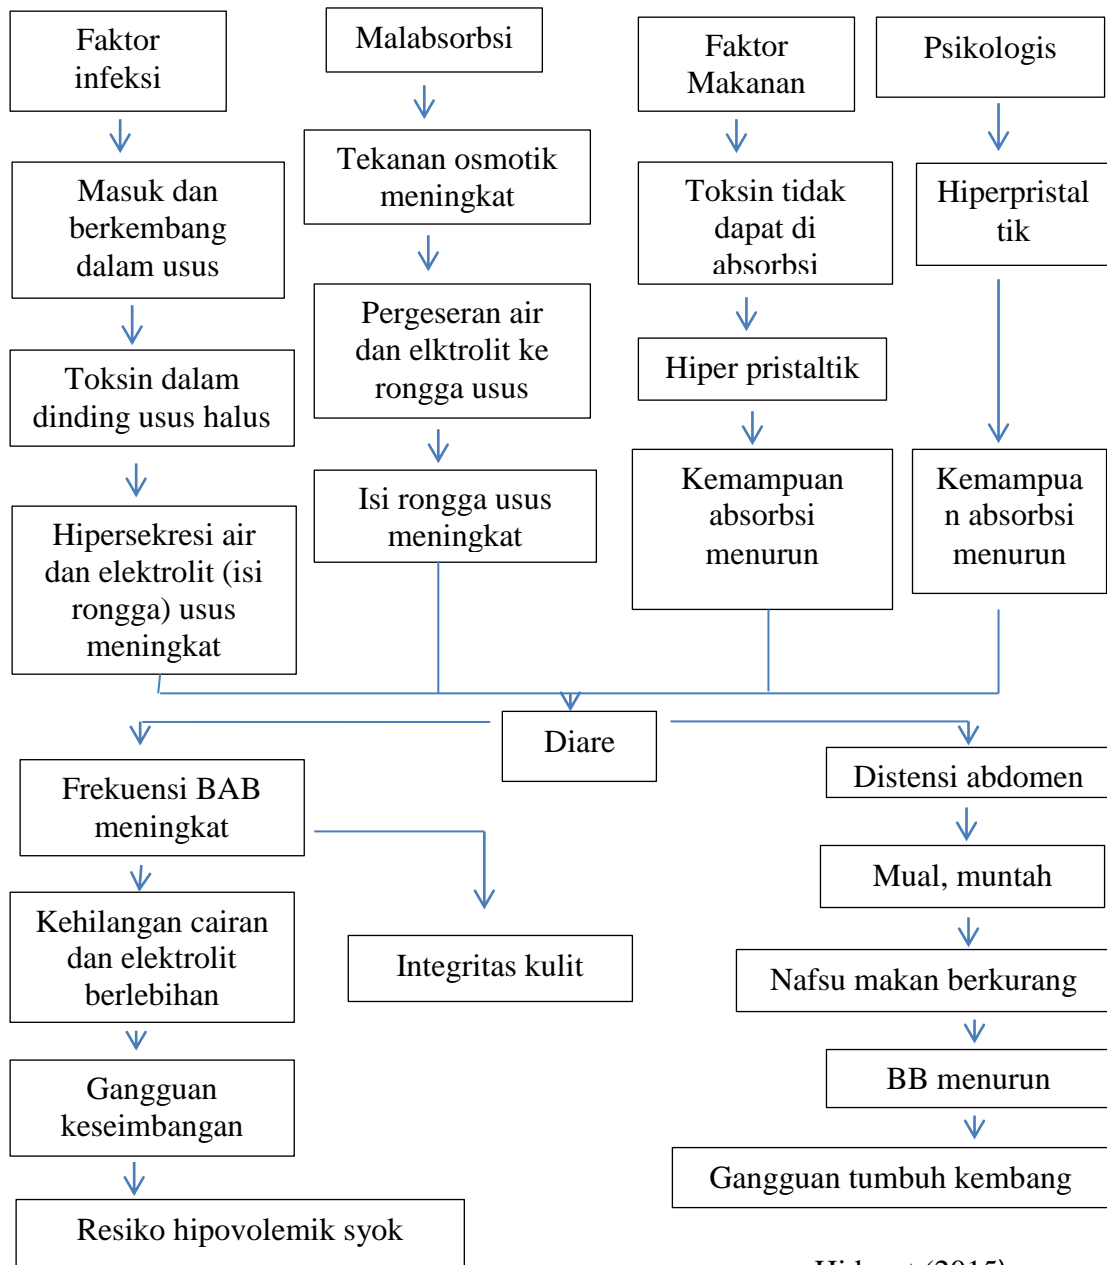 Faktor
infeksi
Malabsorbsi
Faktor
Makanan
Psikologis
Masuk dan
berkembang
dalam usus
Tekanan osmotik
meningkat
Toksin tidak
dapat di
absorbsi
Hiperpristal
tik
Toksin dalam
dinding usus halus
Pergeseran air
dan elktrolit ke
rongga usus
Hiper pristaltik
Hipersekresi air
dan elektrolit (isi
rongga) usus
meningkat
Isi rongga usus
meningkat
Kemampuan
absorbsi
menurun
Kemampua
n absorbsi
menurun
Diare
Frekuensi BAB
meningkat
Distensi abdomen
Mual, muntah
Kehilangan cairan
dan elektrolit
berlebihan
Integritas kulit
Nafsu makan berkurang
Gangguan
keseimbangan
BB menurun
Resiko hipovolemik syok
Gangguan tumbuh kembang
(2015)